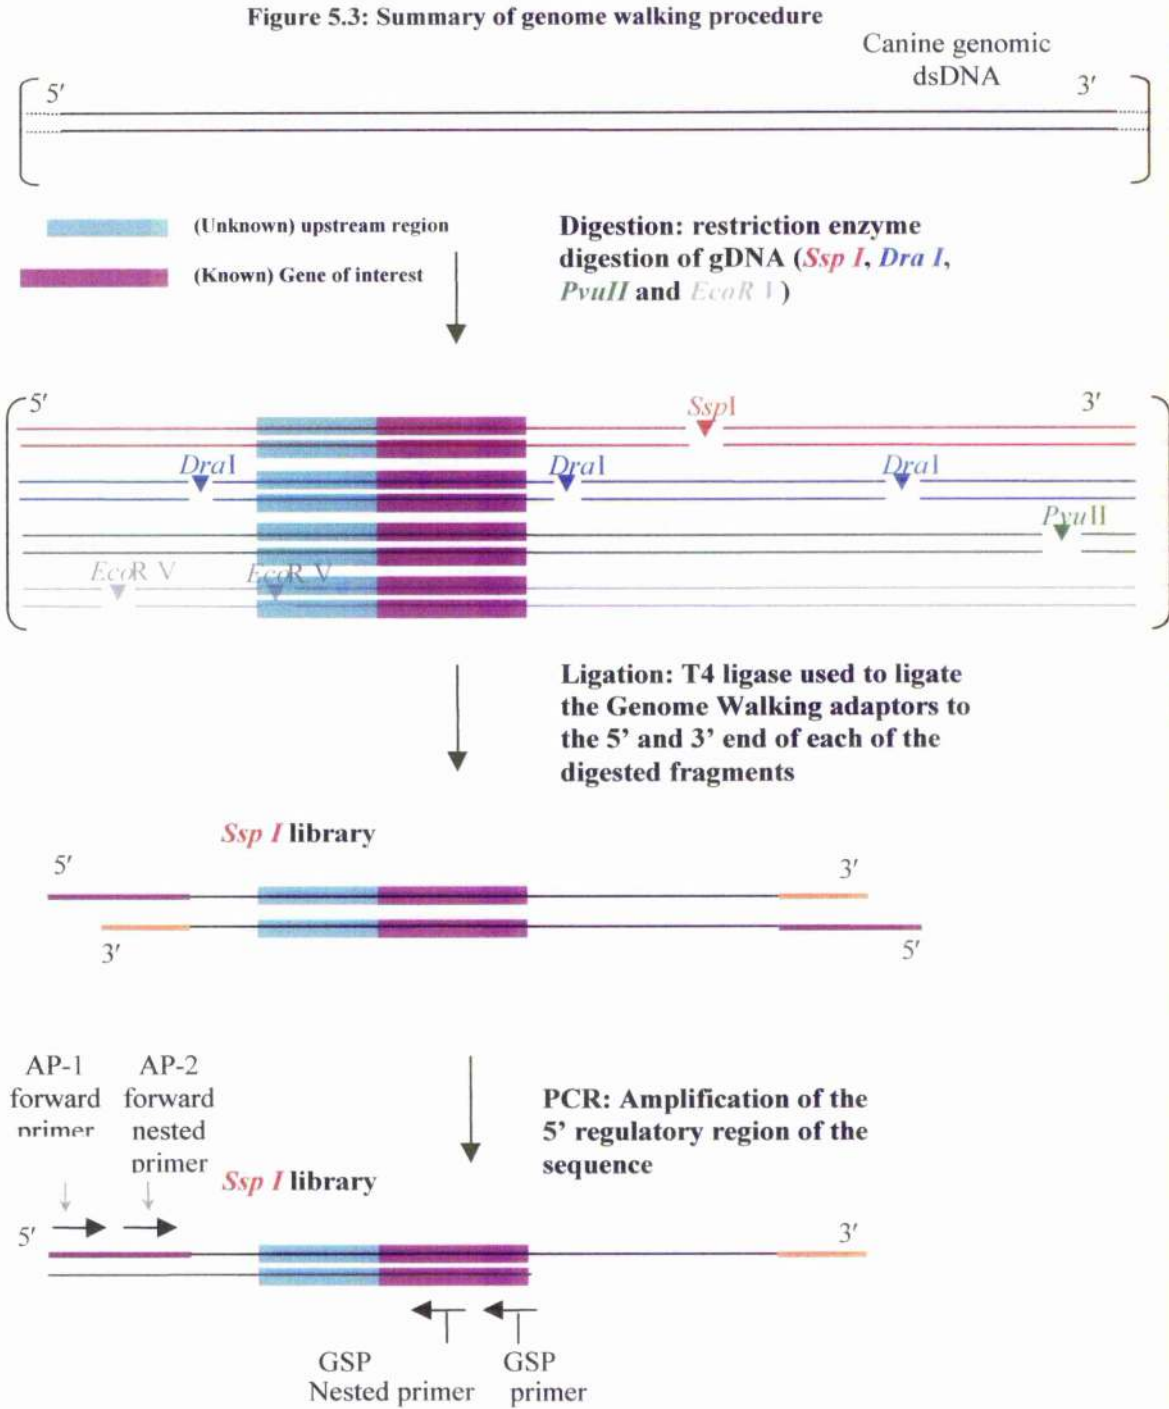 Figure 5.3: Summary of genome walking procedure
Canine genomic
dsDNA
5′
3′
(Unknown) upstream region
(Known) Gene of interest
Digestion: restriction enzyme
digestion of gDNA (Ssp I, Dra I,
PvuII and EcoR V)
5′
SspI
3′
DraI
DraI
DraI
PvuII
EcoR V
EcoR V
Ligation: T4 ligase used to ligate
the Genome Walking adaptors to
the 5’ and 3’ end of each of the
digested fragments
Ssp I library
5′
3′
3′
5′
AP-1
forward
primer
AP-2
forward
nested
primer
PCR: Amplification of the
5’ regulatory region of the
sequence
Ssp I library
5′
3′
GSP
Nested primer
GSP
primer